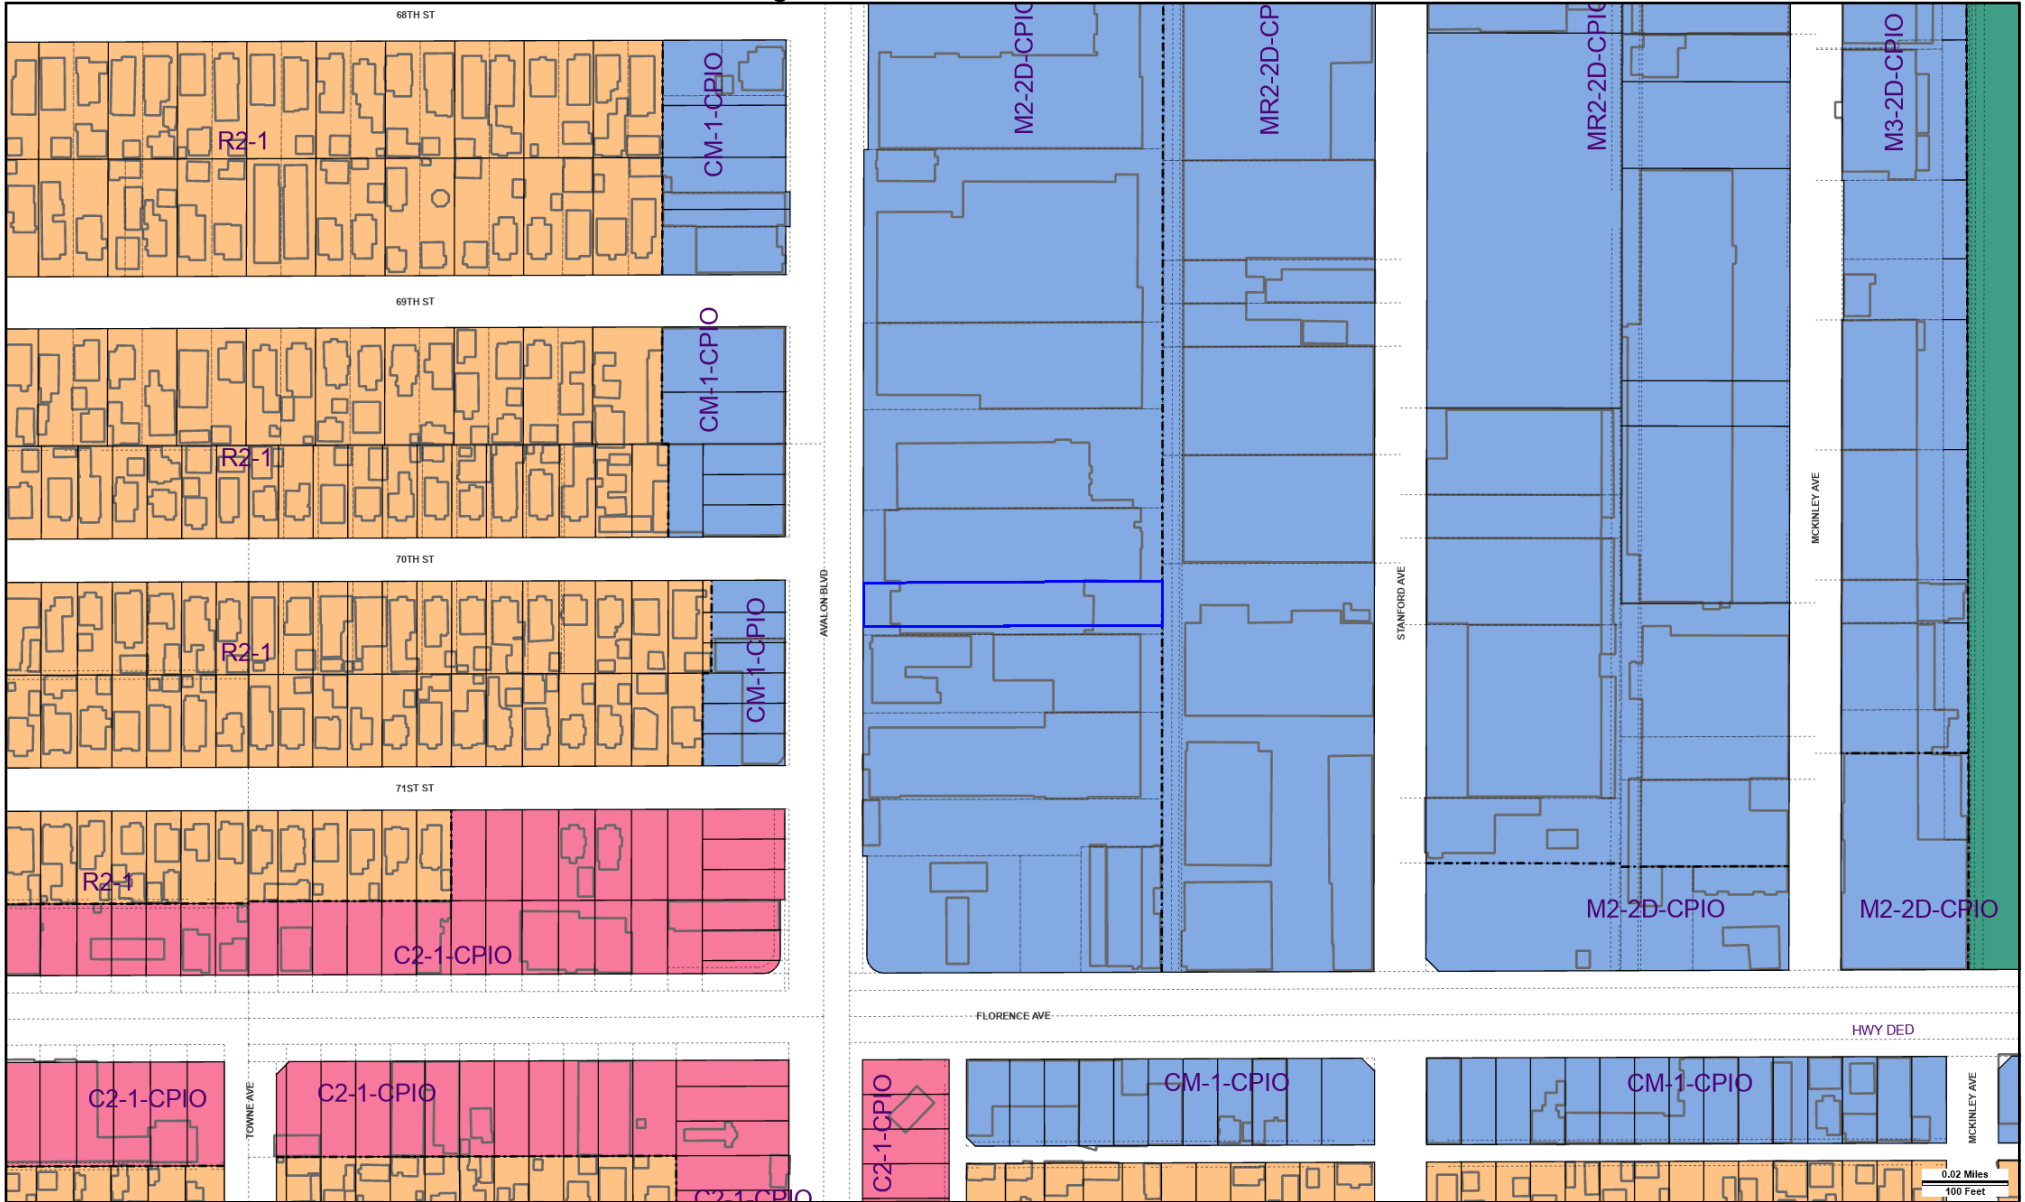 68TH ST
M2-2D-CPIO
MR2-2D-CP
MR2-2D-CPIO
M3-2D-CPIO
CM-1-CPIO
R2-1
69TH ST
CM-1-CPIO
R2-1
MCKINLEY AVE
70TH ST
AVALON BLVD
STANFORD AVE
R2-1
CM-1-CPIO
71ST ST
R2-1
M2-2D-CPIO
M2-2D-CPIO
C2-1-CPIO
FLORENCE AVE
HWY DED
C2-1-CPIO
TOWNE AVE
C2-1-CPIO
C2-1-CPIO
CM-1-CPIO
CM-1-CPIO
MCKINLEY AVE
0.02 Miles
100 Feet
C2-1-CPIO